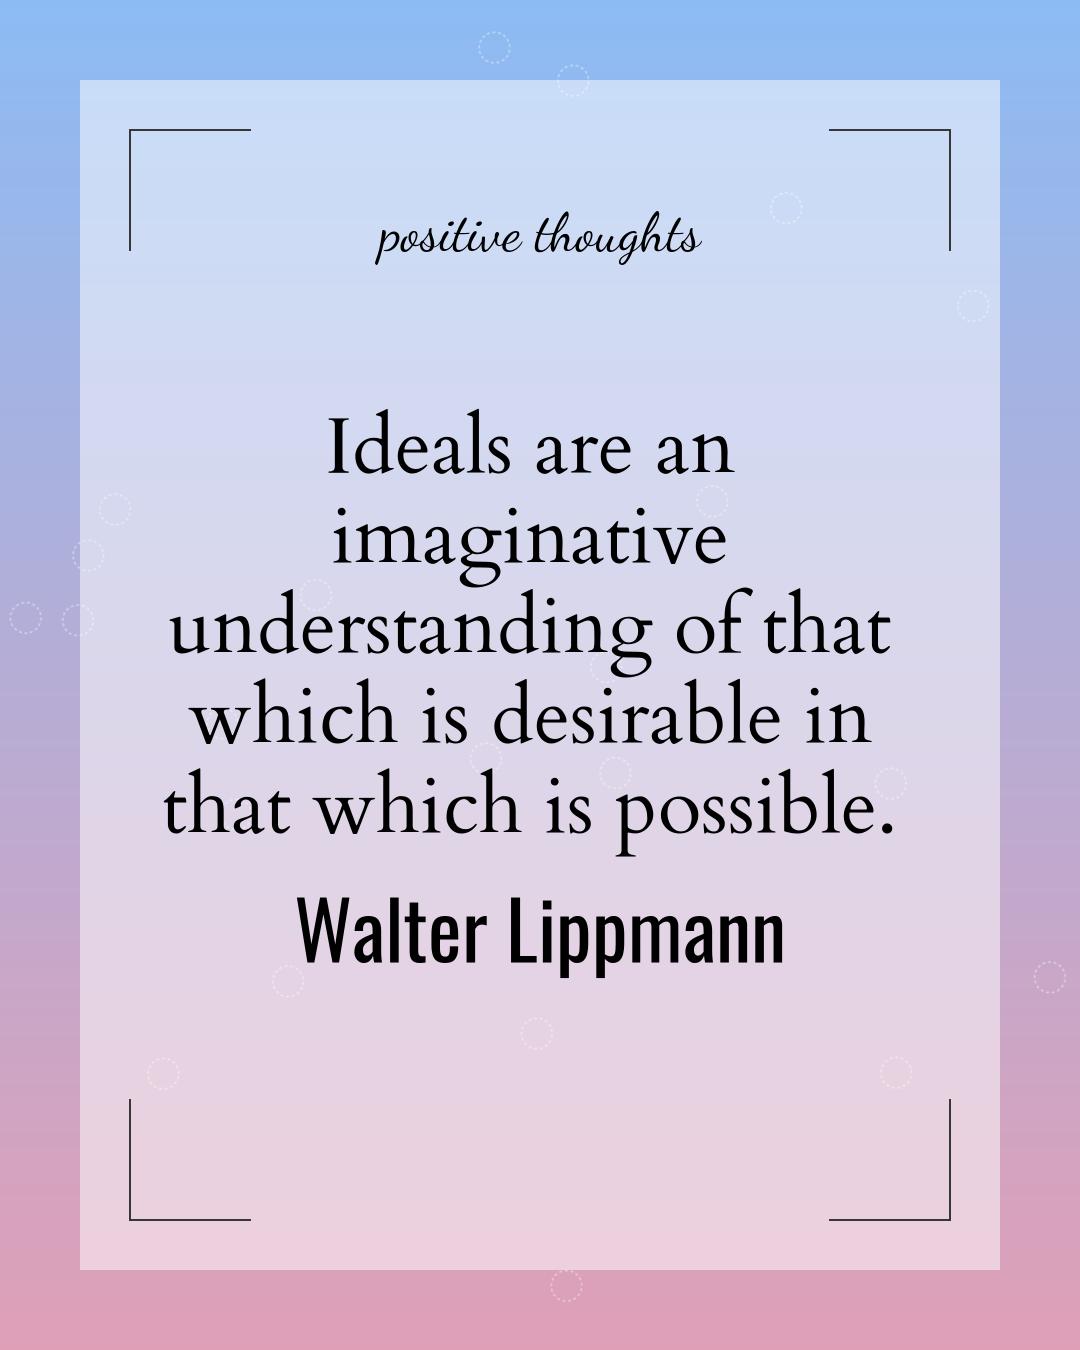 positive thoughts
Ideals are an
imaginative
understanding of that
which is desirable in
that which is possible.
Walter Lippmann